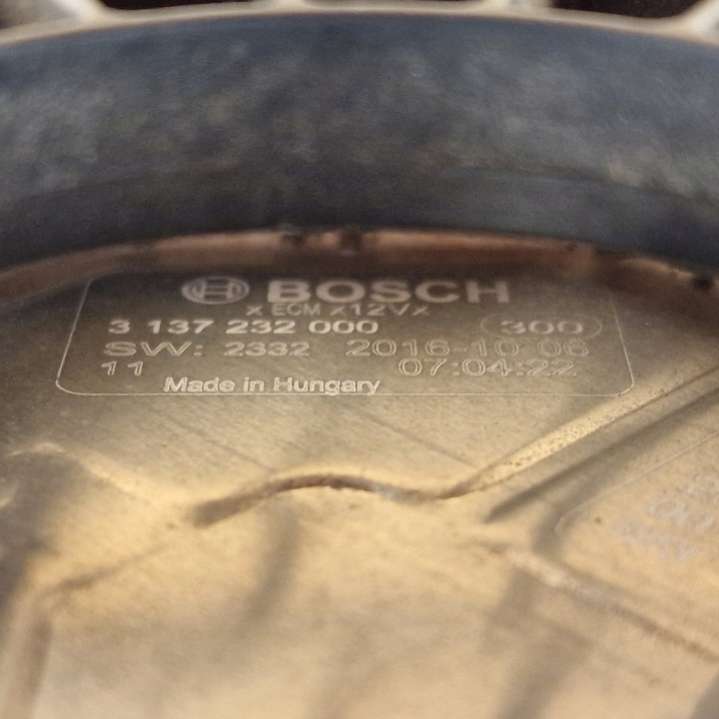 BOSCH
x ECM x12Vx
3 137 232 000 300
SW: 2332 2016-10 06
11 07:04:22
Made in Hungary